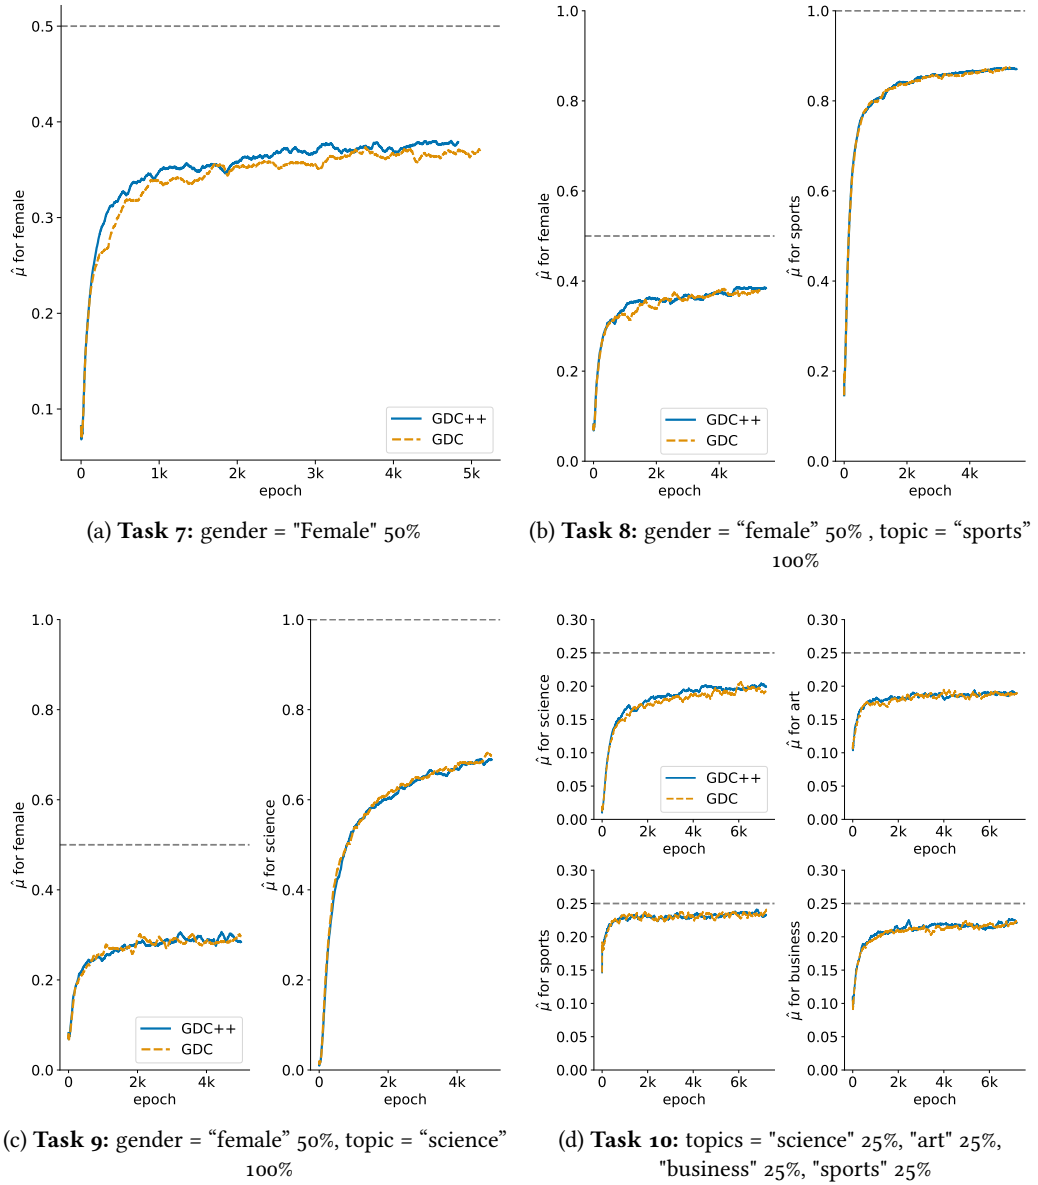 0.5
0.4
0.3
0.2
0.1
μ̂ for female
0 1k 2k 3k 4k 5k
epoch
GDC++
GDC
1.0
0.8
0.6
0.4
0.2
0.0
μ̂ for female
0 2k 4k
epoch
GDC++
GDC
1.0
0.8
0.6
0.4
0.2
0.0
μ̂ for sports
0 2k 4k
epoch
(a) Task 7: gender = "Female" 50%
(b) Task 8: gender = “female” 50% , topic = “sports”
100%
1.0
0.8
0.6
0.4
0.2
0.0
μ̂ for female
0 2k 4k
epoch
GDC++
GDC
1.0
0.8
0.6
0.4
0.2
0.0
μ̂ for science
0 2k 4k
epoch
0.30
0.25
0.20
0.15
0.10
0.05
0.00
μ̂ for science
0 2k 4k 6k
epoch
GDC++
GDC
0.30
0.25
0.20
0.15
0.10
0.05
0.00
μ̂ for art
0 2k 4k 6k
epoch
0.30
0.25
0.20
0.15
0.10
0.05
0.00
μ̂ for sports
0 2k 4k 6k
epoch
0.30
0.25
0.20
0.15
0.10
0.05
0.00
μ̂ for business
0 2k 4k 6k
epoch
(c) Task 9: gender = “female” 50%, topic = “science”
100%
(d) Task 10: topics = "science" 25%, "art" 25%,
"business" 25%, "sports" 25%